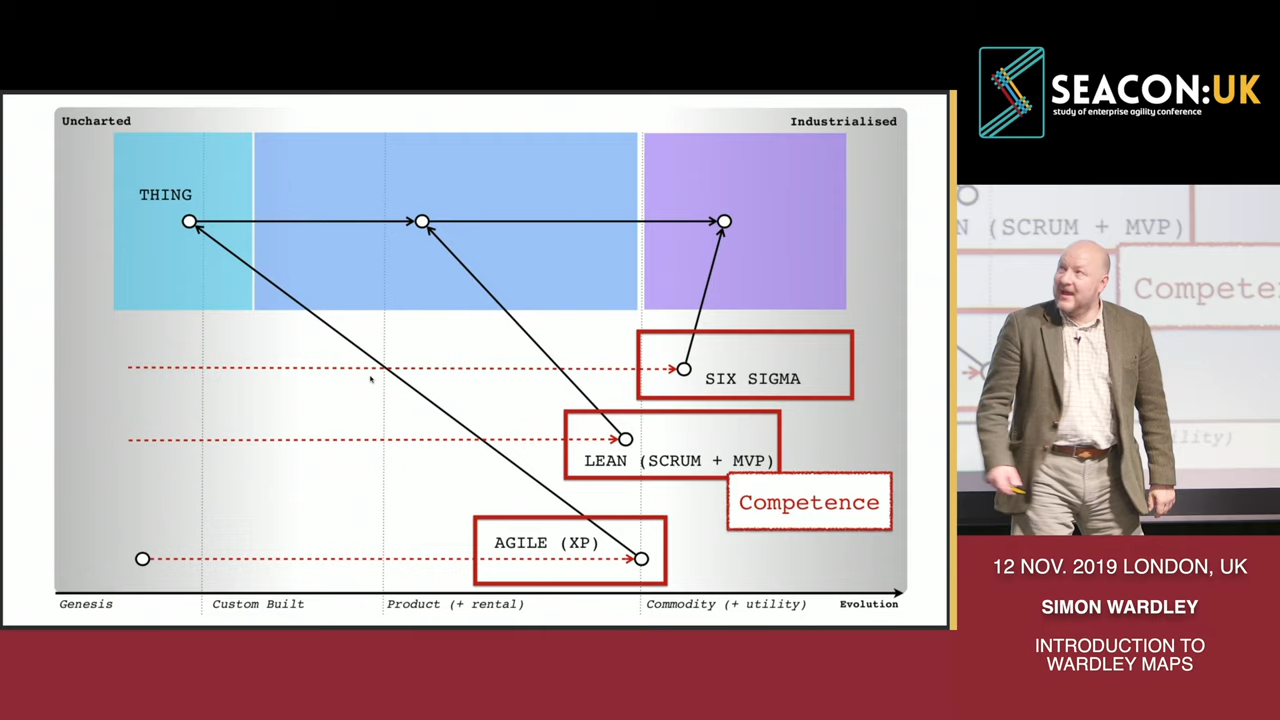 Uncharted
Industrialised
THING
SIX SIGMA
LEAN (SCRUM + MVP)
Competence
AGILE (XP)
Genesis
Custom Built
Product (+ rental)
Commodity (+ utility)
Evolution
SEACON:UK
study of enterprise agility conference
N (SCRUM + MVP)
12 NOV. 2019 LONDON, UK
SIMON WARDLEY
INTRODUCTION TO
WARDLEY MAPS